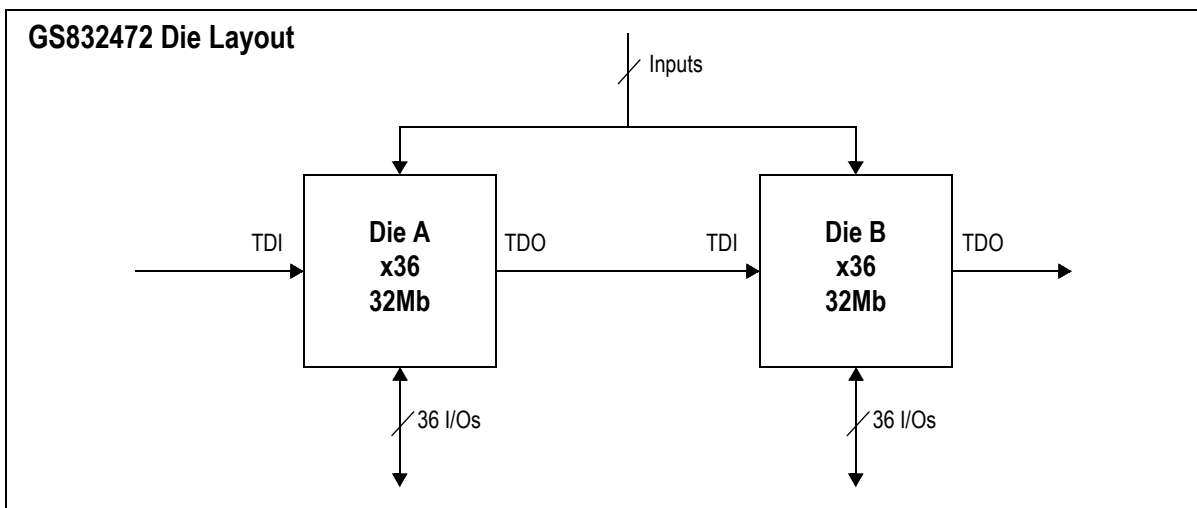 GS832472 Die Layout
Inputs
TDI
Die A
x36
32Mb
TDO
TDI
Die B
x36
32Mb
TDO
36 I/Os
36 I/Os